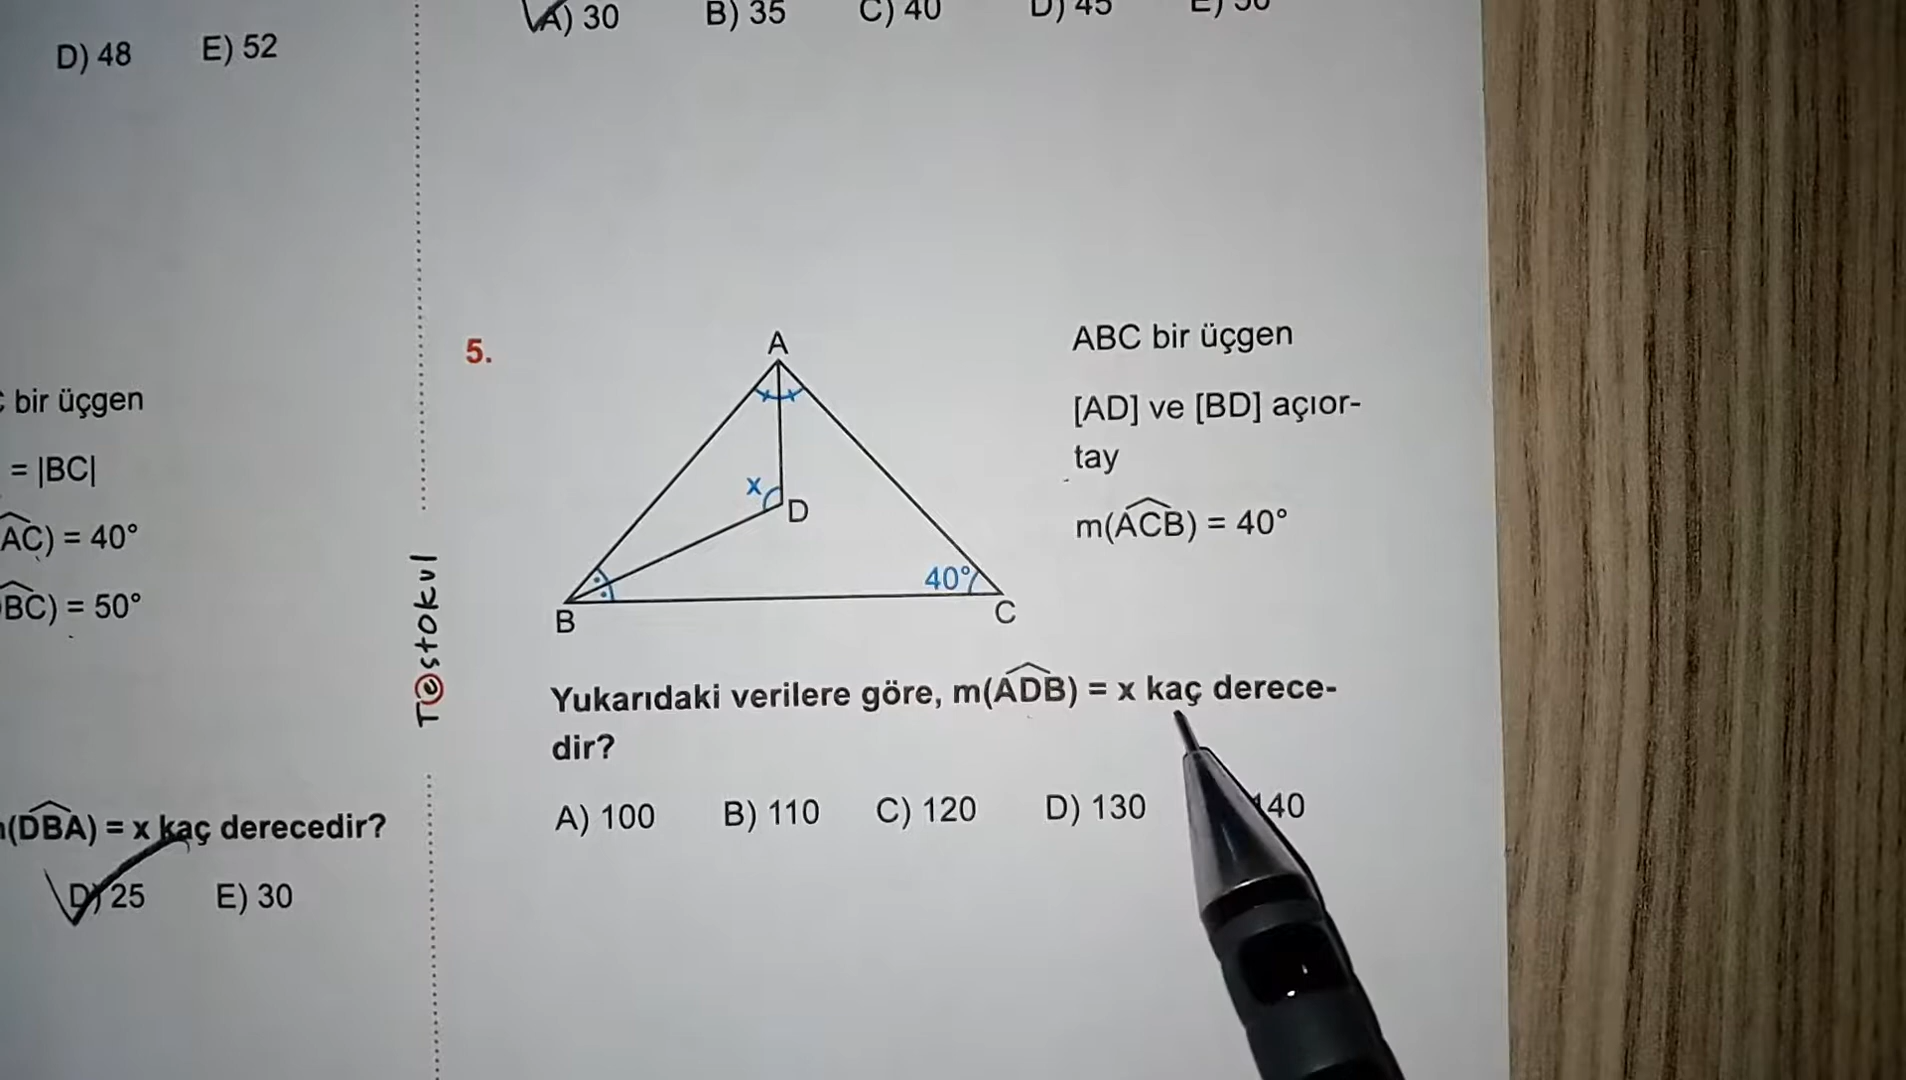 D) 48 E) 52
bir üçgen
= |BC|
AC) = 40°
BC) = 50°
(DBA) = x kaç derecedir?
D) 25 E) 30
T@stokul
A) 30 B) 35 C) 40 D) 45 E) 50
5.
A
x
D
40°
B
C
ABC bir üçgen
[AD] ve [BD] açıor-
tay
m(ACB) = 40°
Yukarıdaki verilere göre, m(ADB) = x kaç derece-
dir?
A) 100 B) 110 C) 120 D) 130 140